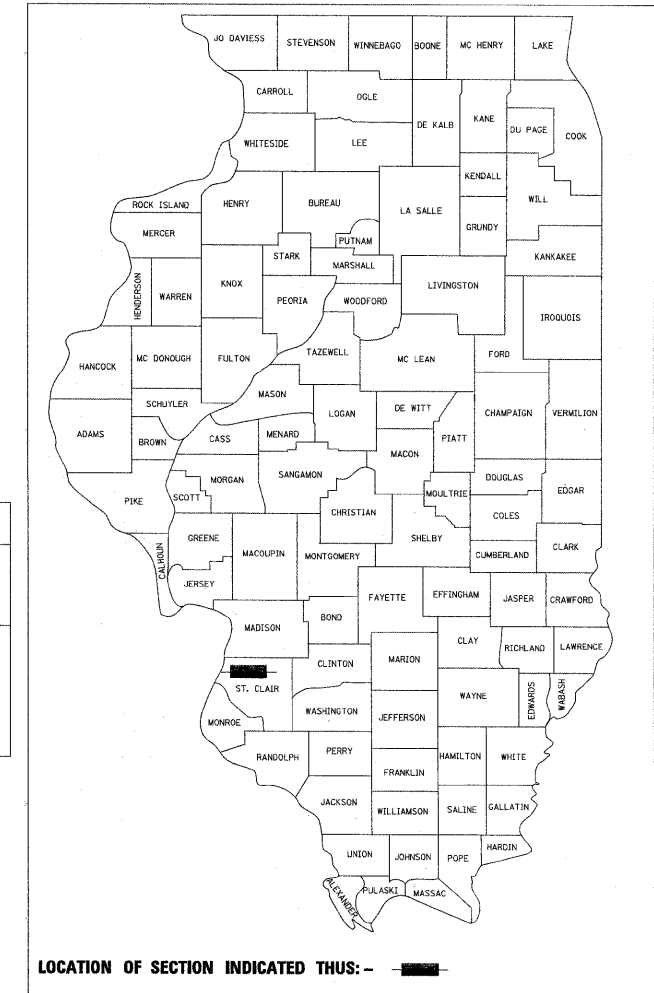 JO DAVIESS STEVENSON WINNEBAGO BOONE MC HENRY LAKE
CARROLL OGLE DE KALB KANE DU PAGE COOK
WHITESIDE LEE
KENDALL
ROCK ISLAND HENRY BUREAU LA SALLE WILL
MERCER PUTNAM GRUNDY
STARK MARSHALL KANKAKEE
HENDERSON WARREN KNOX PEORIA WOODFORD LIVINGSTON IROQUOIS
HANCOCK MC DONOUGH FULTON TAZEWELL MC LEAN FORD
SCHUYLER MASON LOGAN DE WITT CHAMPAIGN VERMILION
ADAMS BROWN CASS MENARD MACON PIATT
PIKE SCOTT MORGAN SANGAMON MOULTRIE DOUGLAS EDGAR
CHRISTIAN COLES
CALHOUN GREENE MACOUPIN MONTGOMERY SHELBY CUMBERLAND CLARK
JERSEY FAYETTE EFFINGHAM JASPER CRAWFORD
MADISON BOND CLAY RICHLAND LAWRENCE
CLINTON MARION
ST. CLAIR WAYNE EDWARDS WABASH
MONROE WASHINGTON JEFFERSON
RANDOLPH PERRY HAMILTON WHITE
FRANKLIN
JACKSON WILLIAMSON SALINE GALLATIN
UNION JOHNSON POPE HARDIN
ALEXANDER PULASKI MASSAC
LOCATION OF SECTION INDICATED THUS: -